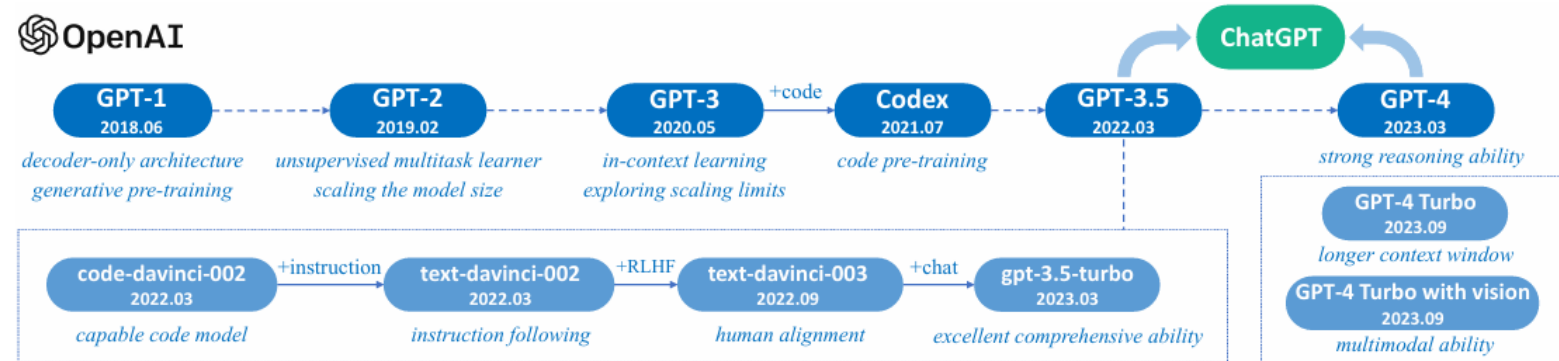 OpenAI
ChatGPT
GPT-1
2018.06
decoder-only architecture
generative pre-training
GPT-2
2019.02
unsupervised multitask learner
scaling the model size
GPT-3
2020.05
in-context learning
exploring scaling limits
+code
Codex
2021.07
code pre-training
GPT-3.5
2022.03
GPT-4
2023.03
strong reasoning ability
code-davinci-002
2022.03
capable code model
+instruction
text-davinci-002
2022.03
instruction following
+RLHF
text-davinci-003
2022.09
human alignment
+chat
gpt-3.5-turbo
2023.03
excellent comprehensive ability
GPT-4 Turbo
2023.09
longer context window
GPT-4 Turbo with vision
2023.09
multimodal ability